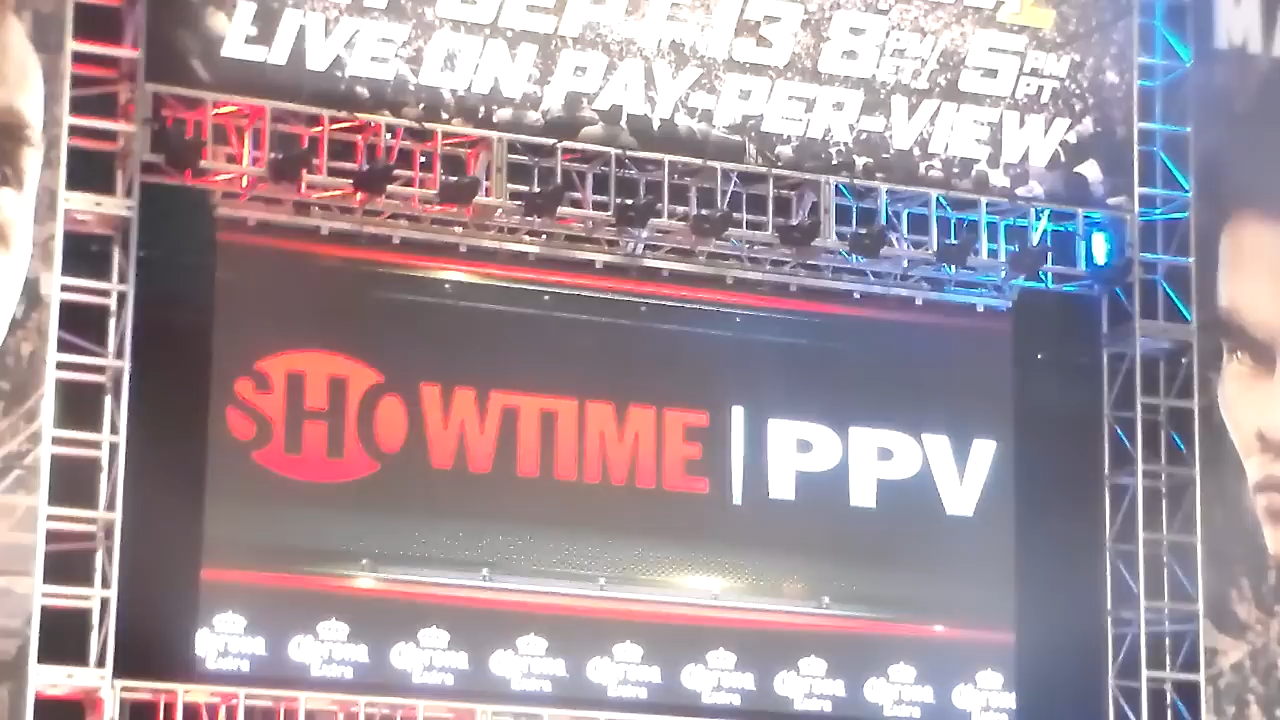 SEPT 13 8PM ET/ 5PM PT
LIVE ON PAY-PER-VIEW
SHOWTIME | PPV
Corona Extra Corona Extra Corona Extra Corona Extra Corona Extra Corona Extra Corona Extra Corona Extra Corona Extra
MA